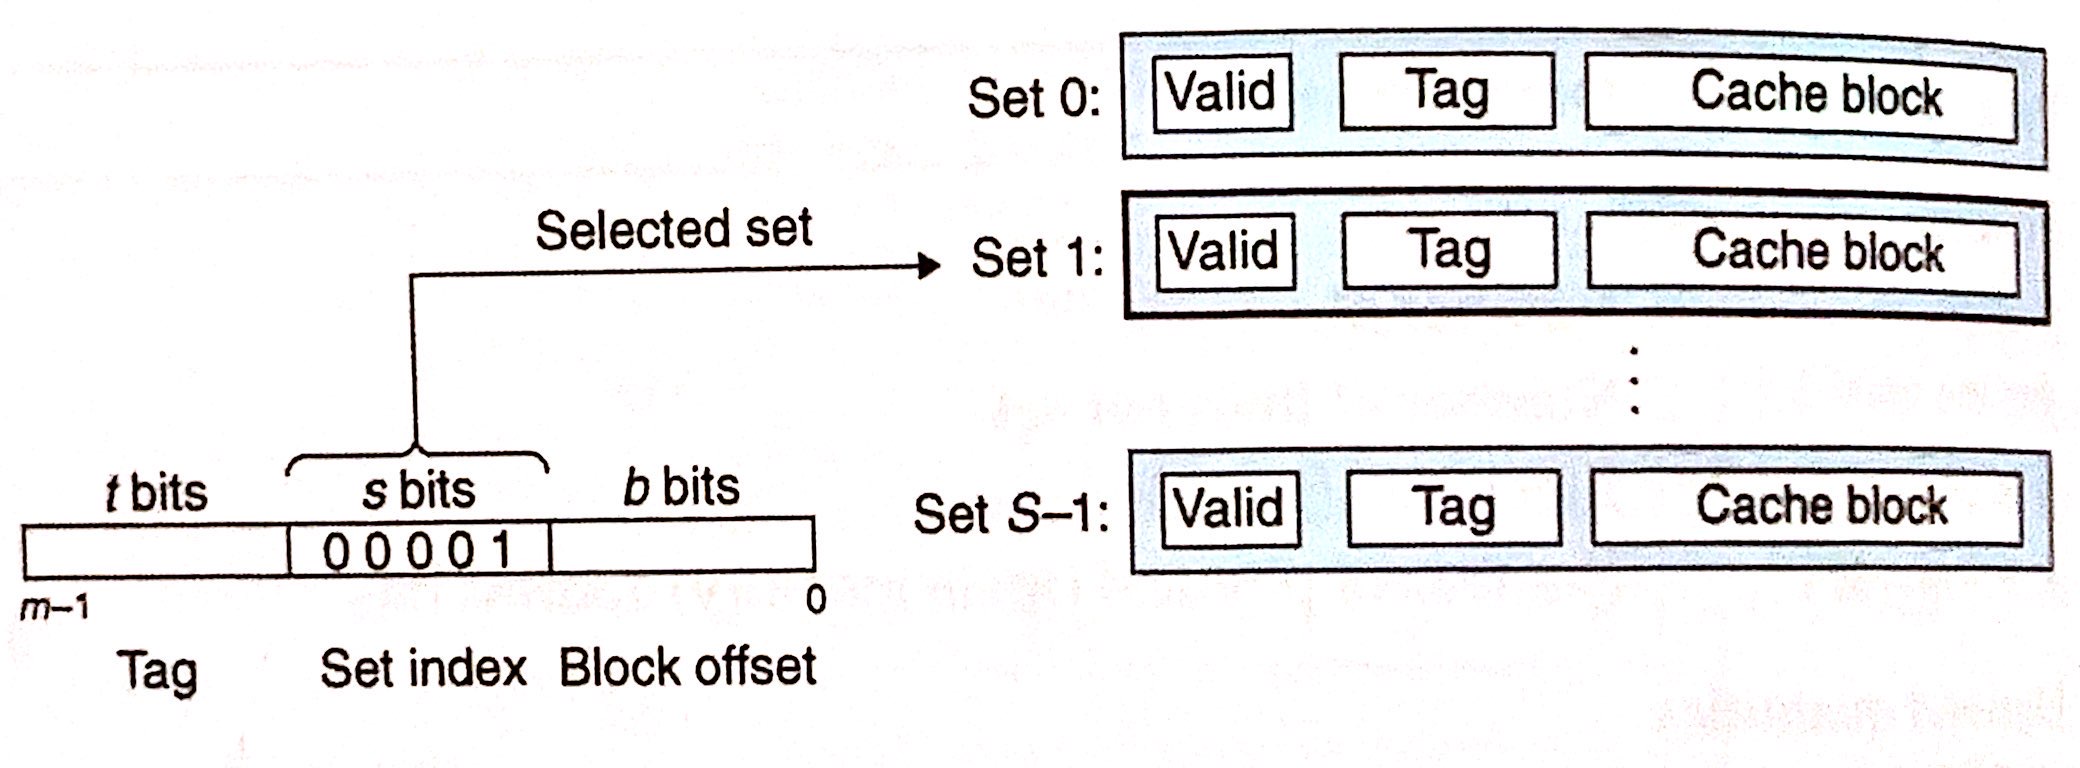 Set 0: Valid Tag Cache block
Selected set
Set 1: Valid Tag Cache block
t bits s bits b bits
Set S–1: Valid Tag Cache block
0 0 0 0 1
m–1 0
Tag Set index Block offset